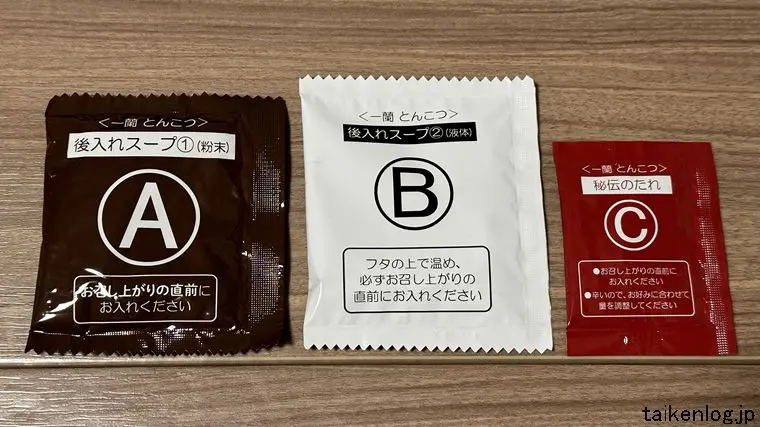 <一蘭 とんこつ>
後入れスープ①(粉末)
A
お召し上がりの直前に
お入れください
<一蘭 とんこつ>
後入れスープ②(液体)
B
フタの上で温め、
必ずお召し上がりの
直前にお入れください
<一蘭 とんこつ>
秘伝のたれ
C
●お召し上がりの直前に
お入れください
●辛いので、お好みに合わせて
量を調整してください
taikenlog.jp